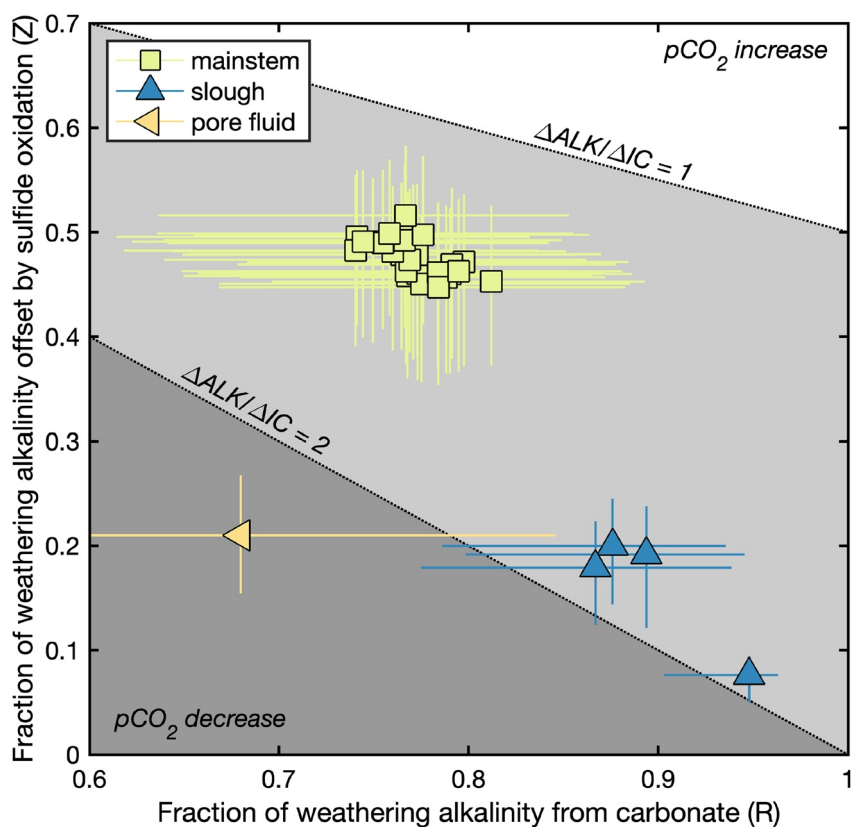 0.7
0.6
0.5
0.4
0.3
0.2
0.1
0
0.6
0.7
0.8
0.9
1
Fraction of weathering alkalinity offset by sulfide oxidation (Z)
Fraction of weathering alkalinity from carbonate (R)
mainstem
slough
pore fluid
pCO₂ increase
ΔALK/ΔIC = 1
ΔALK/ΔIC = 2
pCO₂ decrease